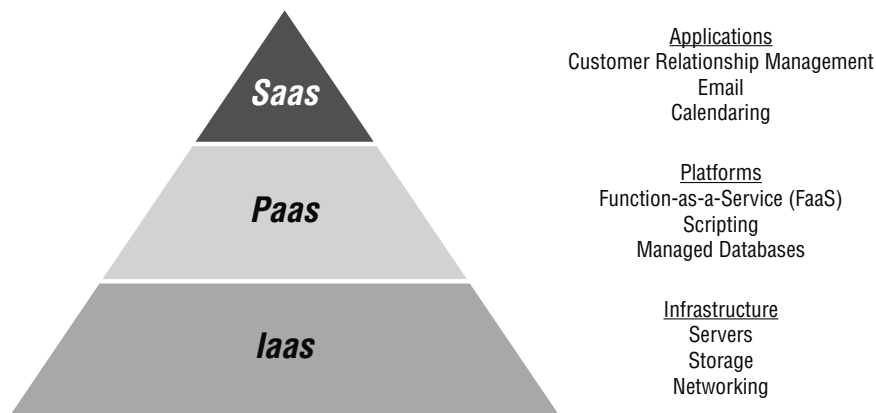 Saas
Applications
Customer Relationship Management
Email
Calendaring
Paas
Platforms
Function-as-a-Service (FaaS)
Scripting
Managed Databases
Iaas
Infrastructure
Servers
Storage
Networking